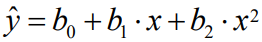 ŷ = b₀ + b₁ · x + b₂ · x²